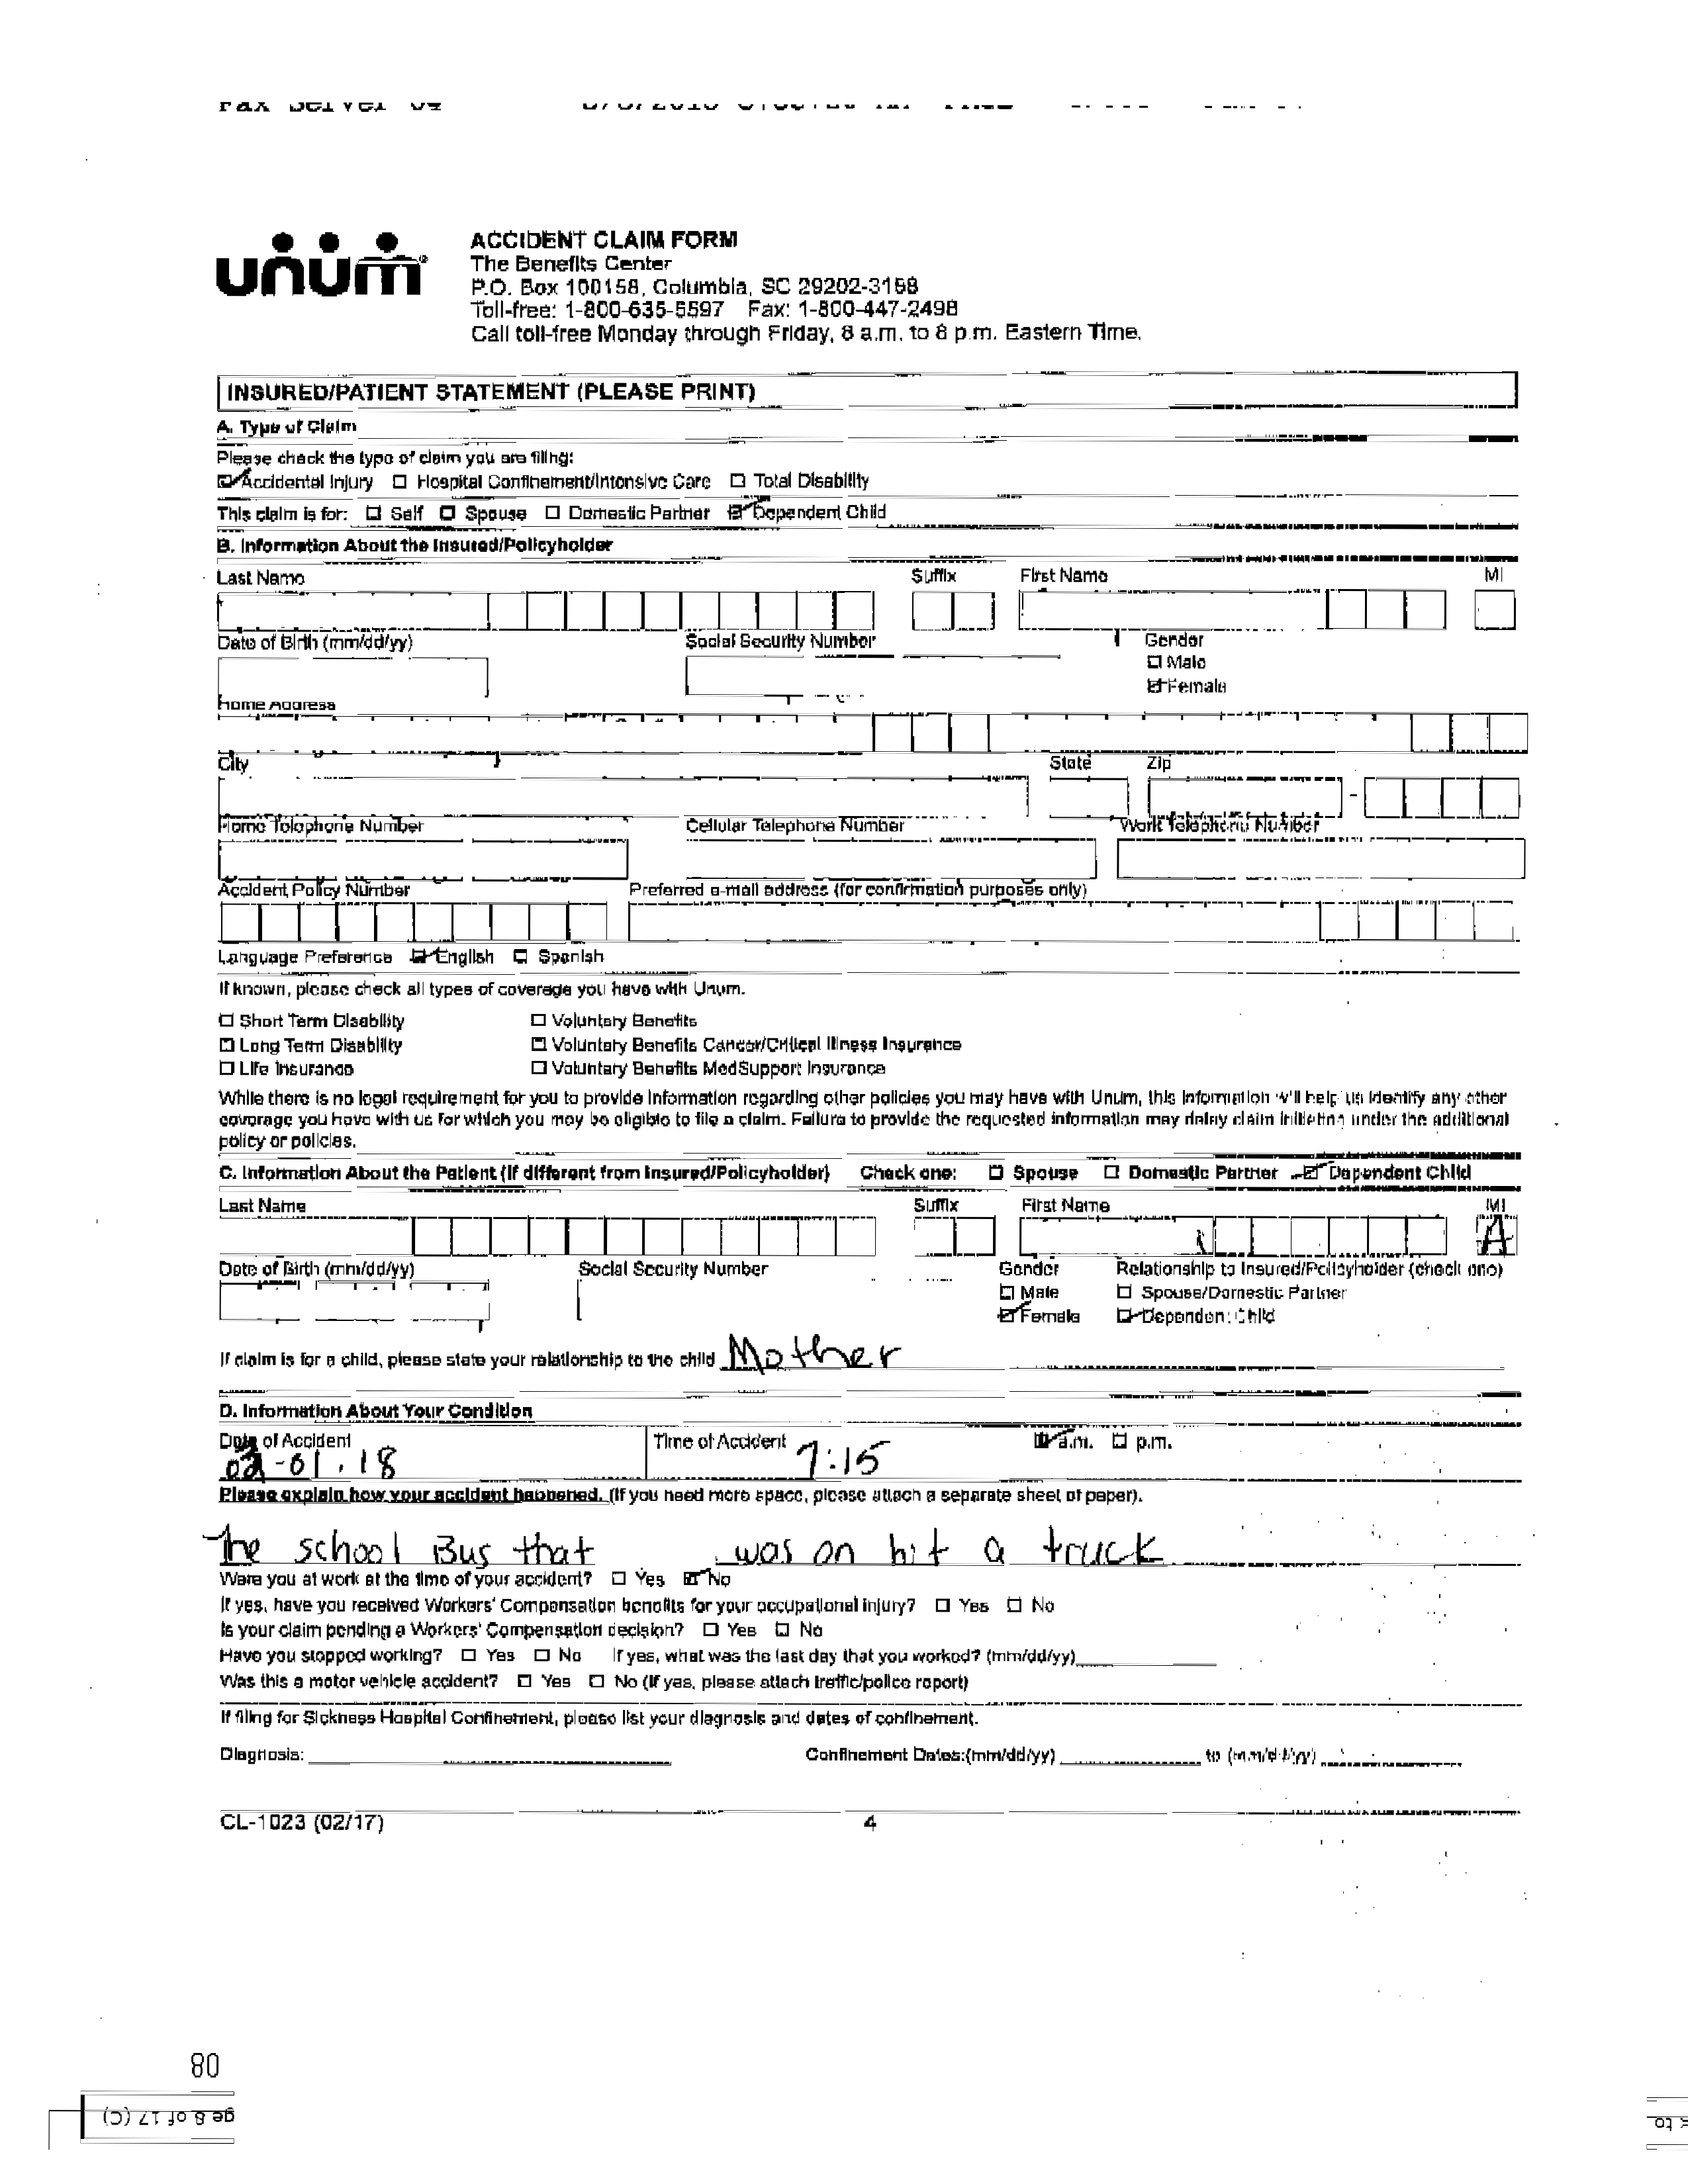 Fax Server 04
unum
ACCIDENT CLAIM FORM
The Benefits Center
P.O. Box 100158, Columbia, SC 29202-3158
Toll-free: 1-800-635-5597 Fax: 1-800-447-2498
Call toll-free Monday through Friday, 8 a.m. to 8 p.m. Eastern Time.
INSURED/PATIENT STATEMENT (PLEASE PRINT)
A. Type of Claim
Please check the type of claim you are filing:
Accidental Injury Hospital Confinement/Intensive Care Total Disability
This claim is for: Self Spouse Domestic Partner Dependent Child
B. Information About the Insured/Policyholder
Last Name Suffix First Name MI
Date of Birth (mm/dd/yy) Social Security Number Gender
Male
Female
Home Address
City State Zip
Home Telephone Number Cellular Telephone Number Work Telephone Number
Accident Policy Number Preferred e-mail address (for confirmation purposes only)
Language Preference English Spanish
If known, please check all types of coverage you have with Unum.
Short Term Disability Voluntary Benefits
Long Term Disability Voluntary Benefits Cancer/Critical Illness Insurance
Life Insurance Voluntary Benefits MedSupport Insurance
While there is no legal requirement for you to provide information regarding other policies you may have with Unum, this information will help us identify any other
coverage you have with us for which you may be eligible to file a claim. Failure to provide the requested information may delay claim initiation under the additional
policy or policies.
C. Information About the Patient (If different from Insured/Policyholder) Check one: Spouse Domestic Partner Dependent Child
Last Name Suffix First Name MI
A
Date of Birth (mm/dd/yy) Social Security Number Gender Relationship to Insured/Policyholder (check one)
Male Spouse/Domestic Partner
Female Dependent Child
If claim is for a child, please state your relationship to the child Mother
D. Information About Your Condition
Date of Accident Time of Accident a.m. p.m.
02-01.18 7:15
Please explain how your accident happened. (If you need more space, please attach a separate sheet of paper).
The school Bus that was on hit a truck
Were you at work at the time of your accident? Yes No
If yes, have you received Workers' Compensation benefits for your occupational injury? Yes No
Is your claim pending a Workers' Compensation decision? Yes No
Have you stopped working? Yes No If yes, what was the last day that you worked? (mm/dd/yy)
Was this a motor vehicle accident? Yes No (If yes, please attach traffic/police report)
If filing for Sickness Hospital Confinement, please list your diagnosis and dates of confinement.
Diagnosis: Confinement Dates:(mm/dd/yy) to (mm/dd/yy)
CL-1023 (02/17) 4
80
ge 8 of 17 (C)